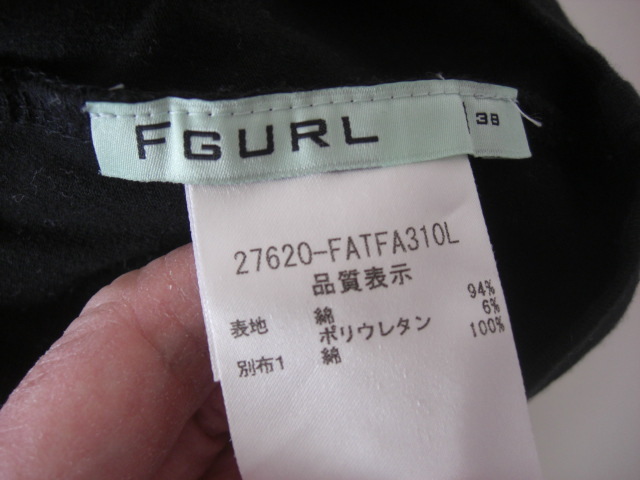 FGURL
38
27620-FATFA310L
品質表示
表地 綿 94%
ポリウレタン 6%
別布1 綿 100%